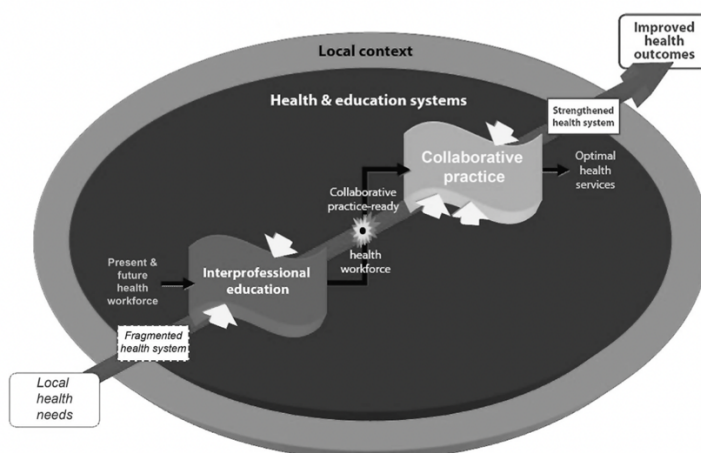 Improved
health
outcomes
Local context
Health & education systems
Strengthened
health system
Collaborative
practice
Optimal
health
services
Collaborative
practice-ready
health
workforce
Present &
future
health
workforce
Interprofessional
education
Fragmented
health system
Local
health
needs